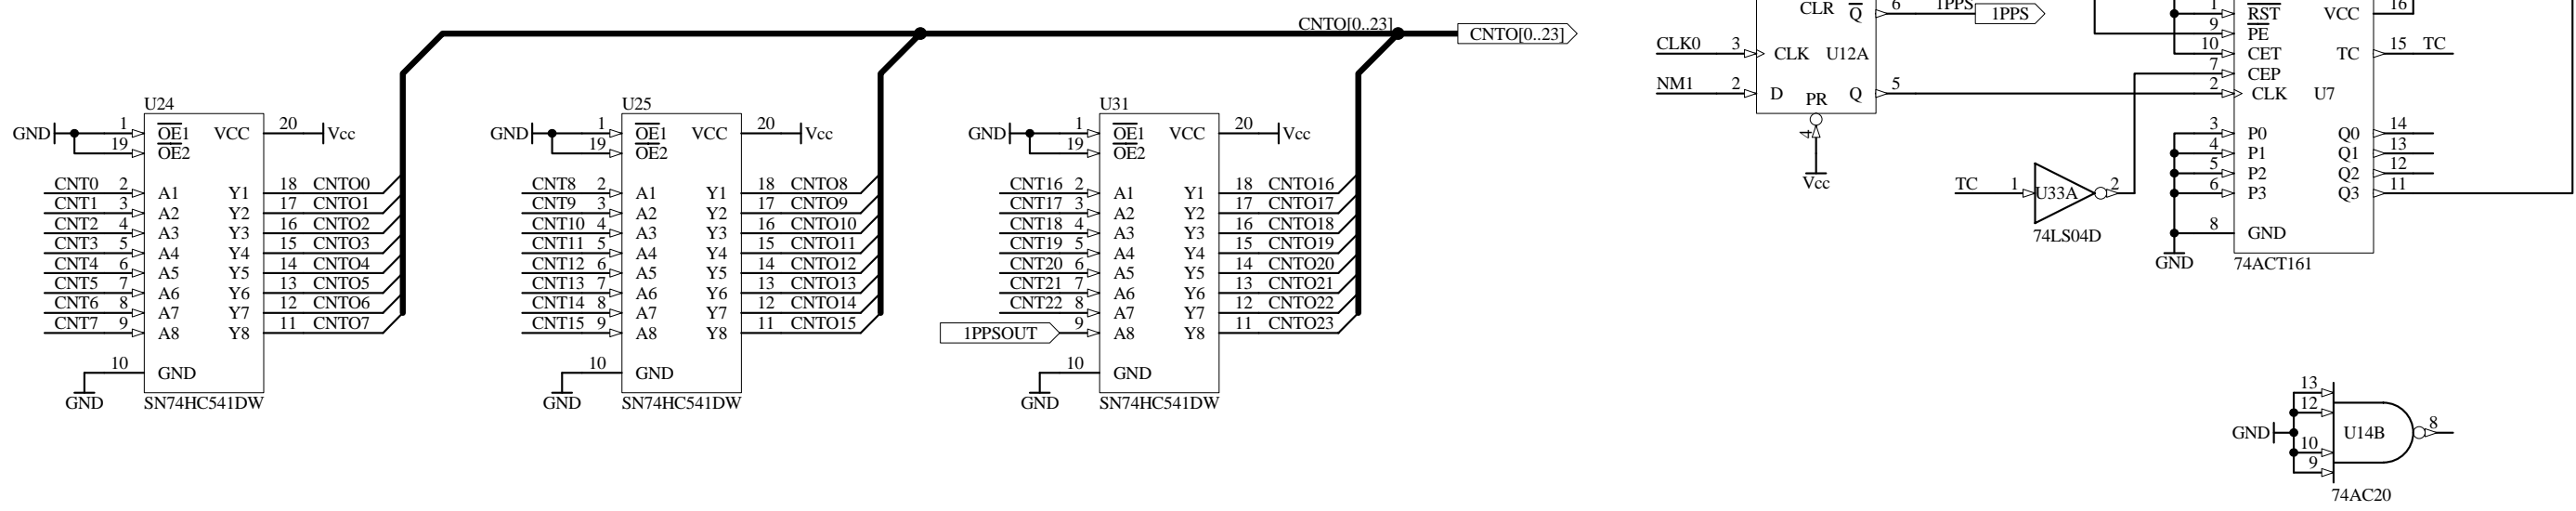 CNTO[0..23]
CNTO[0..23]
U24
GND 1 OE1 VCC 20 Vcc
19 OE2
CNT0 2 A1 Y1 18 CNTO0
CNT1 3 A2 Y2 17 CNTO1
CNT2 4 A3 Y3 16 CNTO2
CNT3 5 A4 Y4 15 CNTO3
CNT4 6 A5 Y5 14 CNTO4
CNT5 7 A6 Y6 13 CNTO5
CNT6 8 A7 Y7 12 CNTO6
CNT7 9 A8 Y8 11 CNTO7
10 GND
GND
SN74HC541DW
U25
GND 1 OE1 VCC 20 Vcc
19 OE2
CNT8 2 A1 Y1 18 CNTO8
CNT9 3 A2 Y2 17 CNTO9
CNT10 4 A3 Y3 16 CNTO10
CNT11 5 A4 Y4 15 CNTO11
CNT12 6 A5 Y5 14 CNTO12
CNT13 7 A6 Y6 13 CNTO13
CNT14 8 A7 Y7 12 CNTO14
CNT15 9 A8 Y8 11 CNTO15
10 GND
GND
SN74HC541DW
U31
GND 1 OE1 VCC 20 Vcc
19 OE2
CNT16 2 A1 Y1 18 CNTO16
CNT17 3 A2 Y2 17 CNTO17
CNT18 4 A3 Y3 16 CNTO18
CNT19 5 A4 Y4 15 CNTO19
CNT20 6 A5 Y5 14 CNTO20
CNT21 7 A6 Y6 13 CNTO21
CNT22 8 A7 Y7 12 CNTO22
1PPSOUT 9 A8 Y8 11 CNTO23
10 GND
GND
SN74HC541DW
CLR Q 6 1PPS 1PPS
CLK0 3 CLK U12A
NM1 2 D Q 5
PR
4
Vcc
TC 1 U33A 2
74LS04D
1 RST VCC 16
9 PE
10 CET TC 15 TC
7 CEP
2 CLK U7
3 P0 Q0 14
4 P1 Q1 13
5 P2 Q2 12
6 P3 Q3 11
8 GND
GND
74ACT161
13
12
GND U14B 8
10
9
74AC20